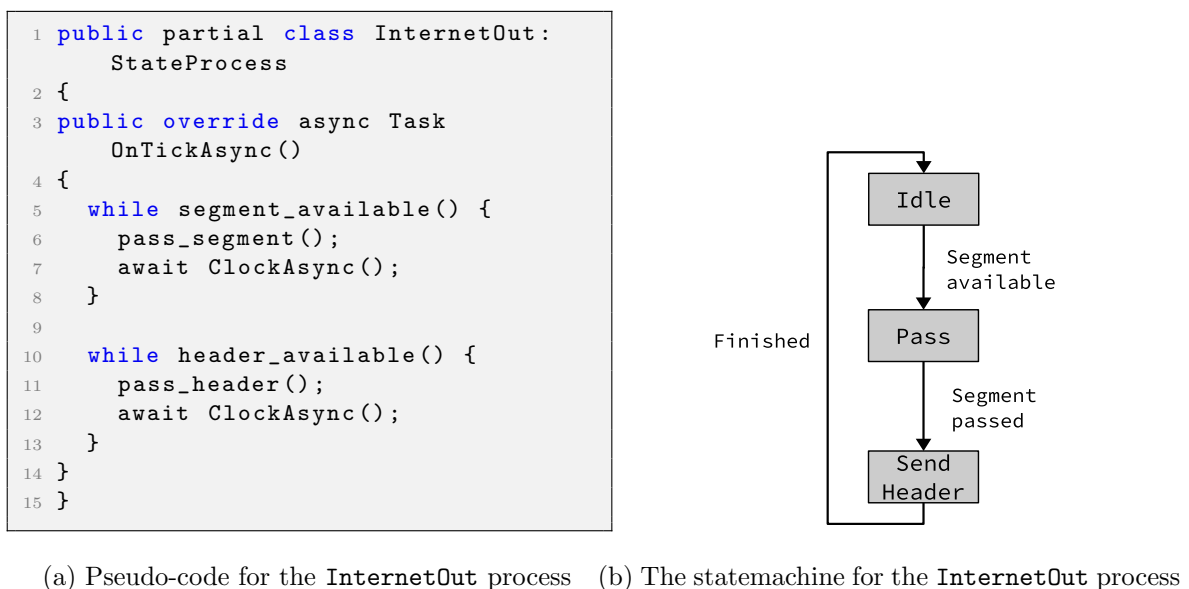 1 public partial class InternetOut:
StateProcess
2 {
3 public override async Task
OnTickAsync()
4 {
5 while segment_available() {
6 pass_segment();
7 await ClockAsync();
8 }
9
10 while header_available() {
11 pass_header();
12 await ClockAsync();
13 }
14 }
15 }
(a) Pseudo-code for the InternetOut process
Idle
Segment
available
Pass
Finished
Segment
passed
Send
Header
(b) The statemachine for the InternetOut process